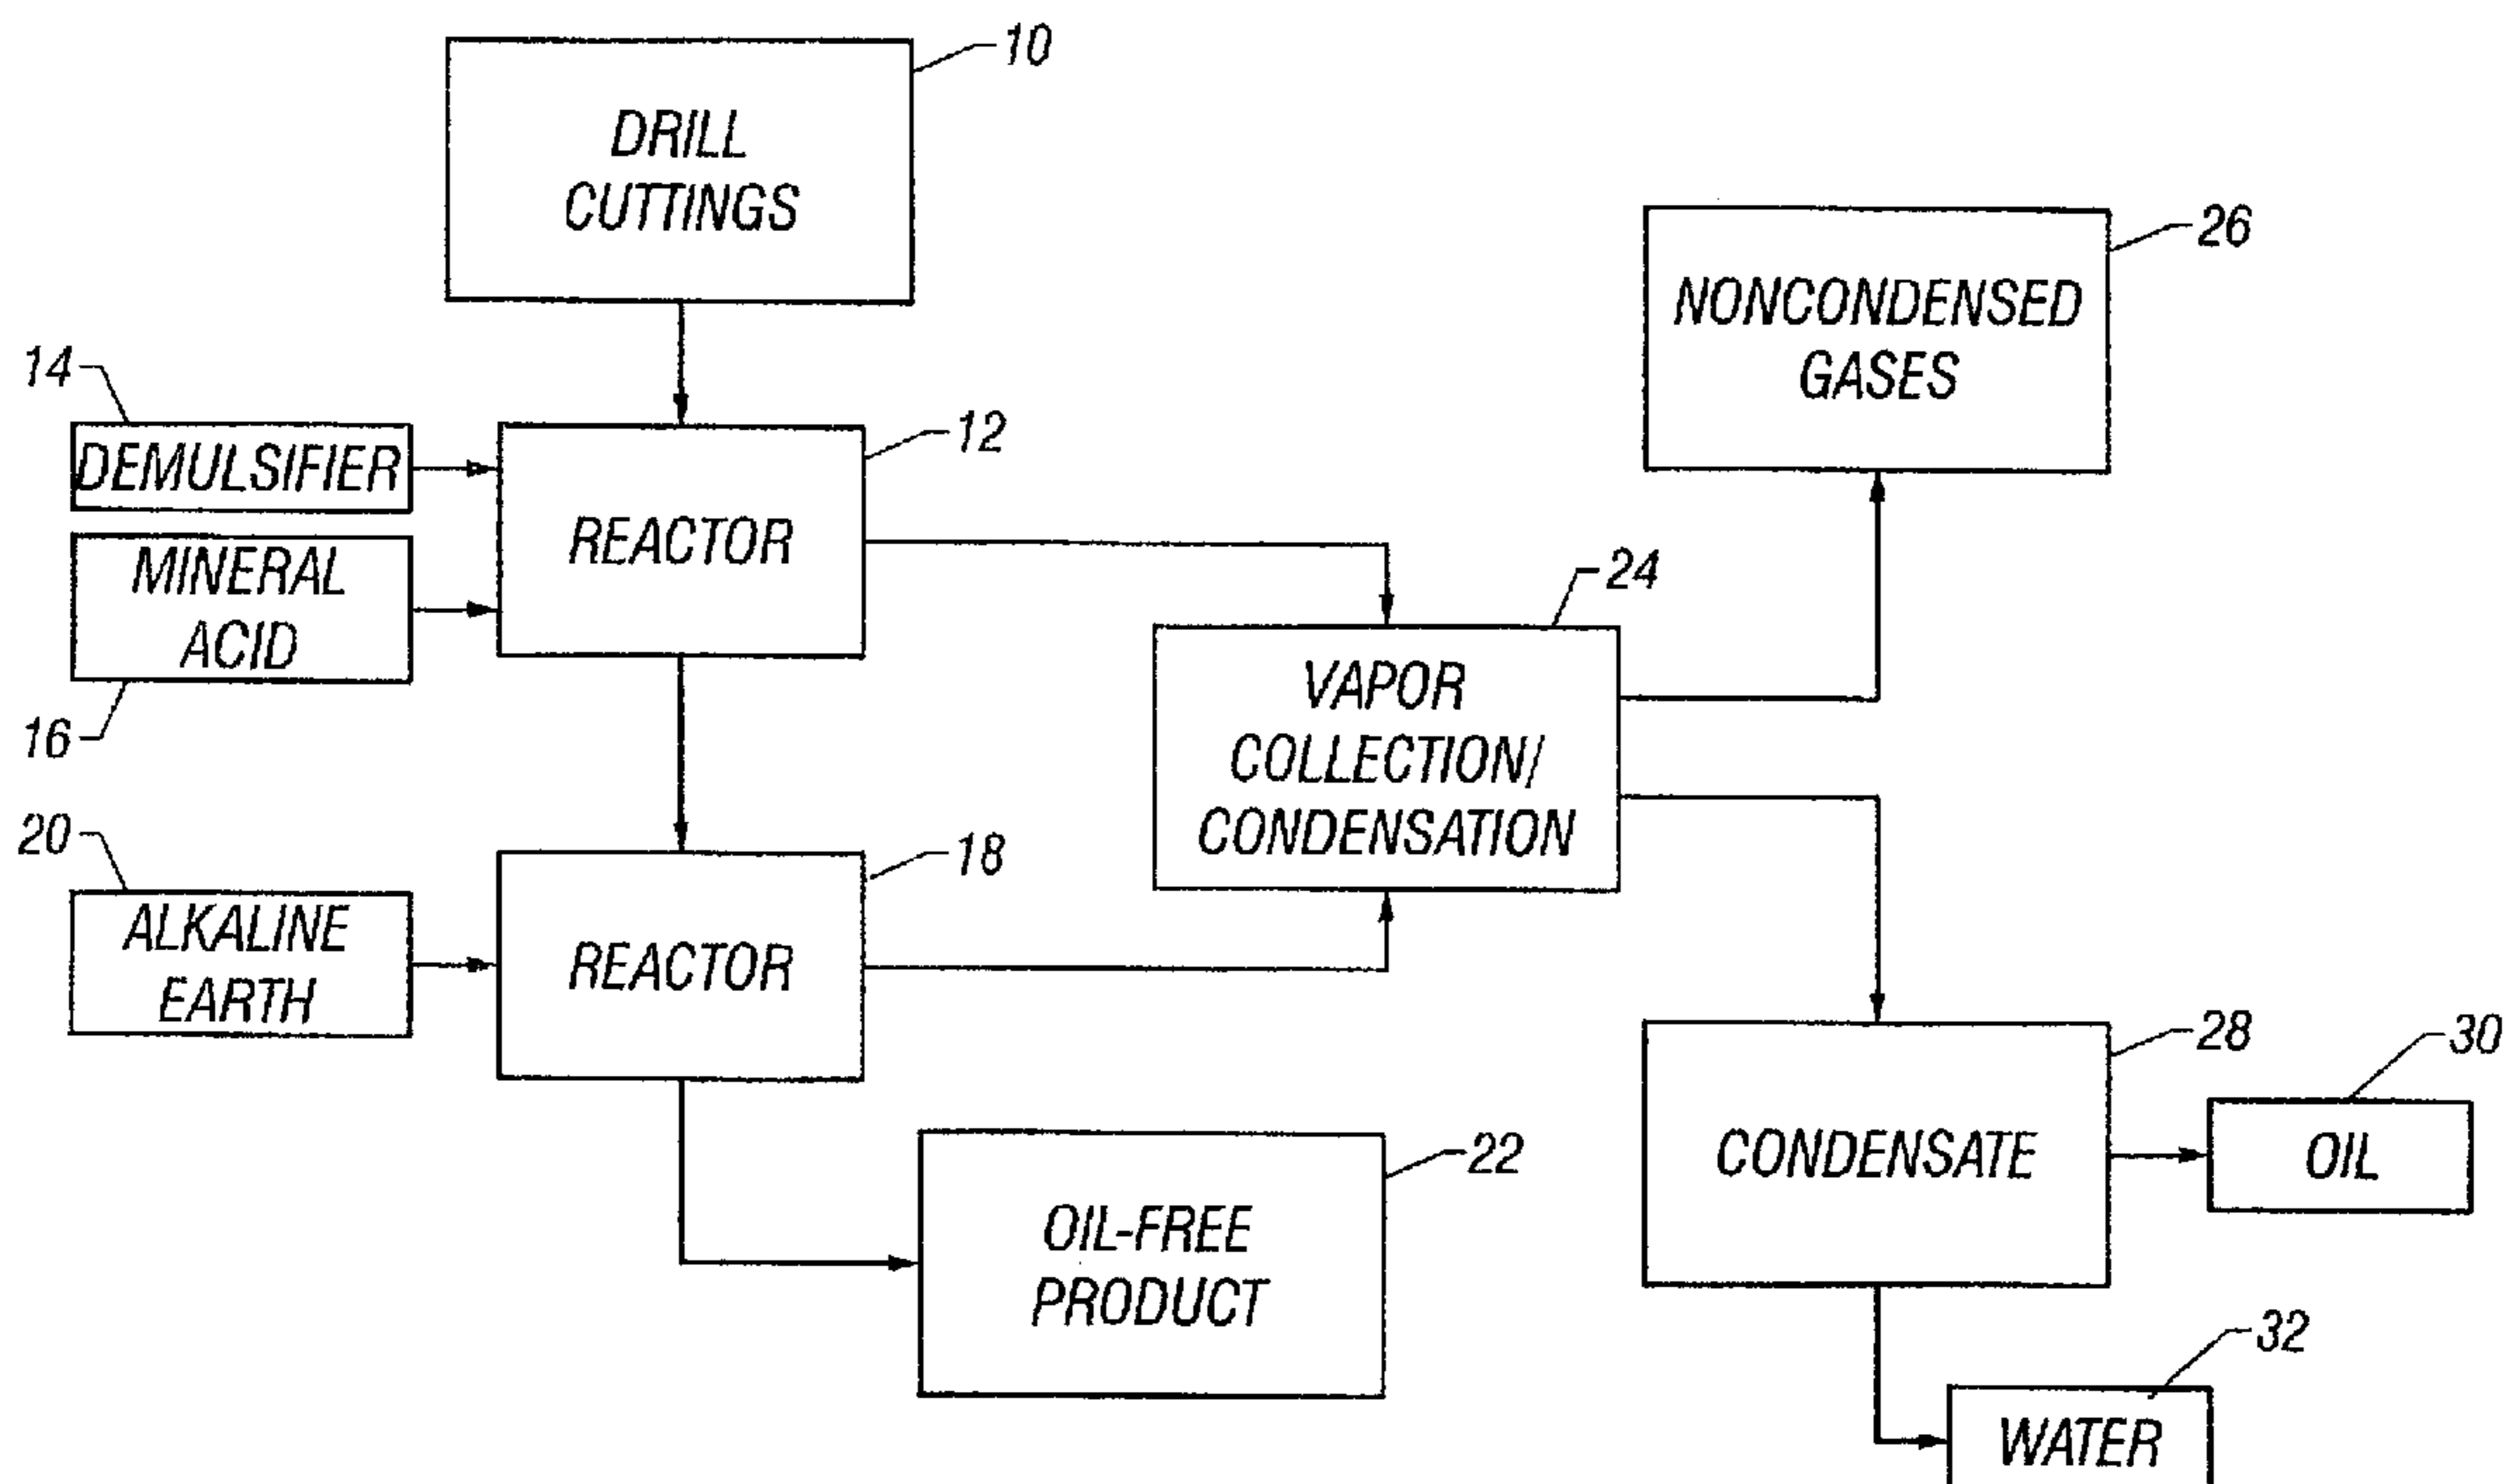 10
DRILL
CUTTINGS
26
NONCONDENSED
GASES
14
DEMULSIFIER
12
REACTOR
MINERAL
ACID
16
24
VAPOR
COLLECTION/
CONDENSATION
20
ALKALINE
EARTH
18
REACTOR
22
OIL-FREE
PRODUCT
28
CONDENSATE
30
OIL
32
WATER